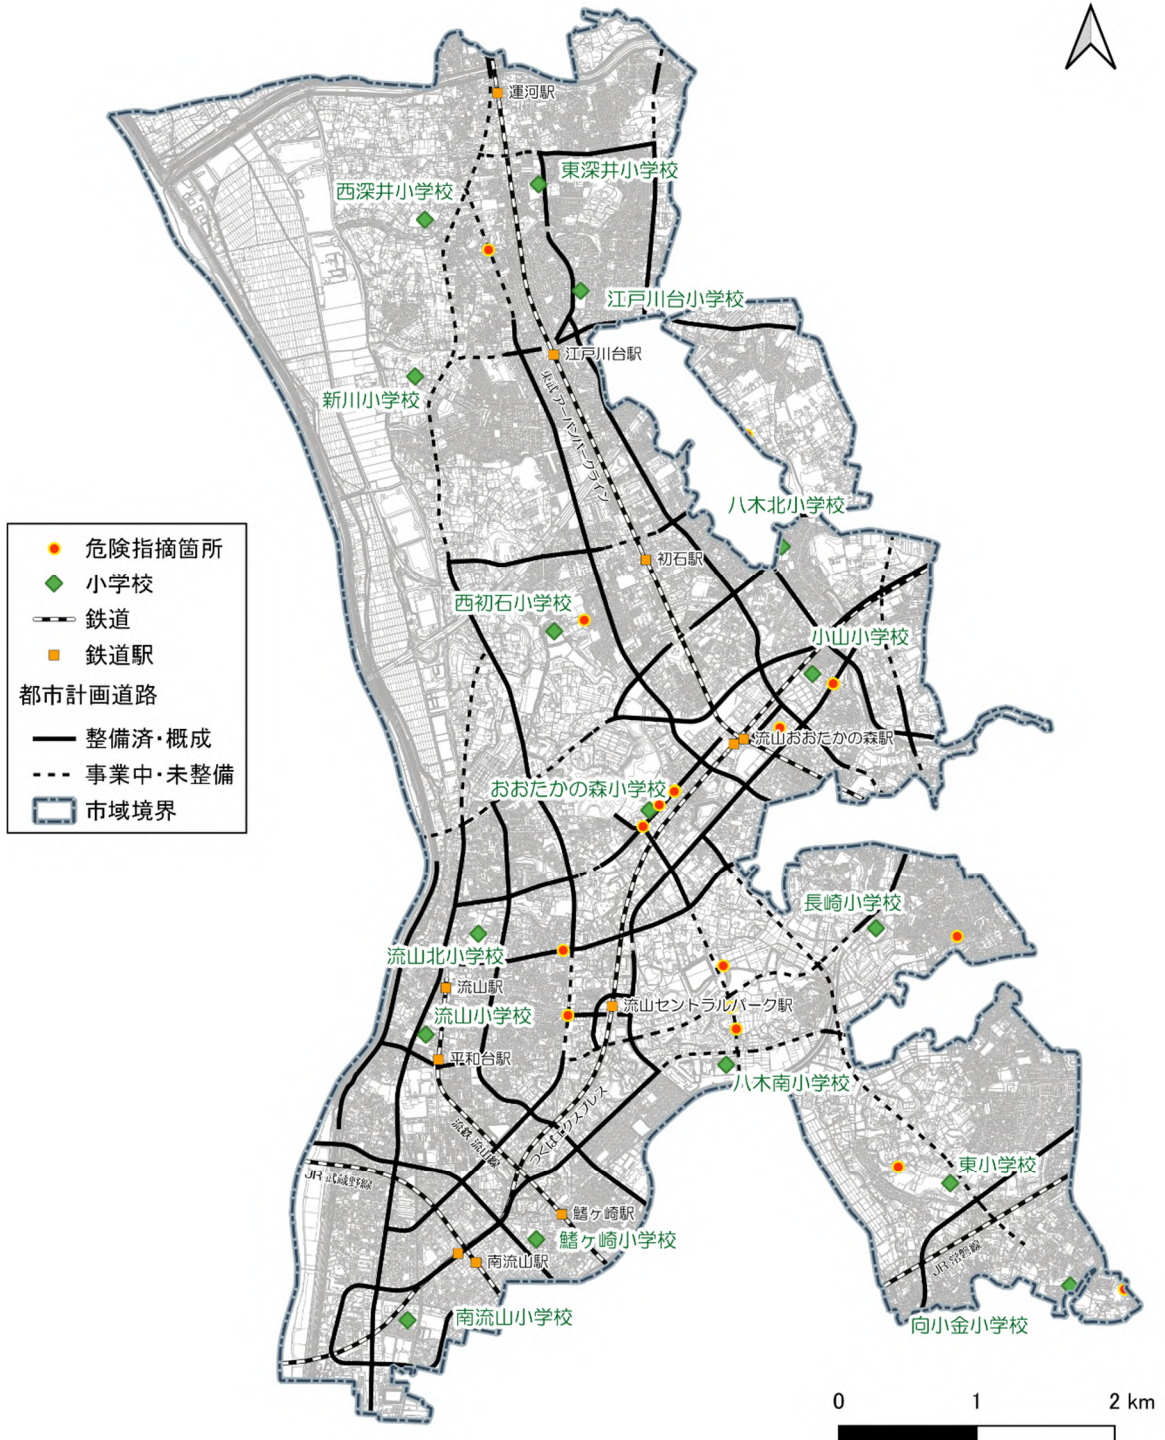 運河駅
東深井小学校
西深井小学校
江戸川台小学校
江戸川台駅
東武アーバンパークライン
新川小学校
八木北小学校
危険指摘箇所
小学校
鉄道
鉄道駅
都市計画道路
整備済・概成
事業中・未整備
市域境界
初石駅
西初石小学校
小山小学校
流山おおたかの森駅
おおたかの森小学校
長崎小学校
流山北小学校
流山駅
流山セントラルパーク駅
流山小学校
平和台駅
八木南小学校
つくばエクスプレス
流鉄 流山線
JR 武蔵野線
東小学校
鰭ヶ崎駅
鰭ヶ崎小学校
JR 常磐線
南流山駅
南流山小学校
向小金小学校
0 1 2 km